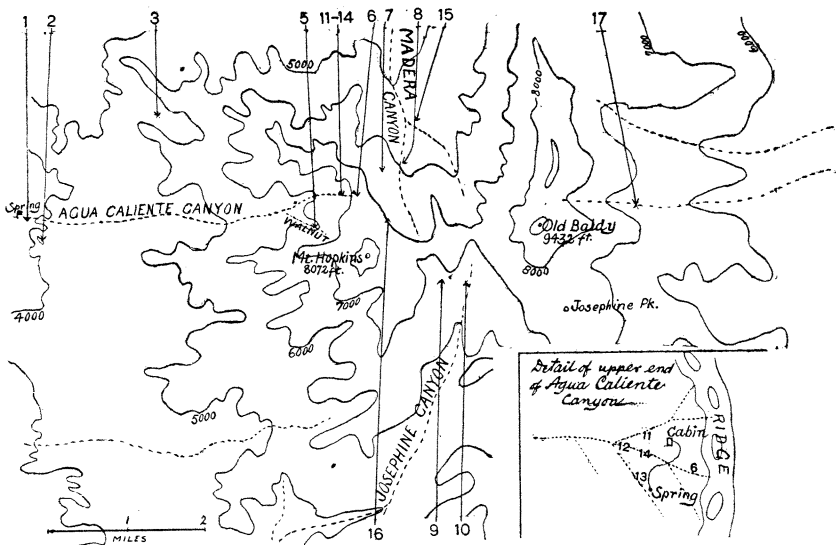 1 2 3 5 11-14 6 7 8 15 17
MADERA
CANYON
5000
8000
7000
6000
Spring
AGUA CALIENTE CANYON
WALNUT
Mt. Hopkins
8072 ft.
Old Baldy
9432 ft.
8000
4000
7000
Josephine Pk.
6000
5000
JOSEPHINE CANYON
Detail of upper end
of Agua Caliente
Canyon
11
Cabin
12
14
6
13
Spring
RIDGE
1 2
MILES
16 9 10